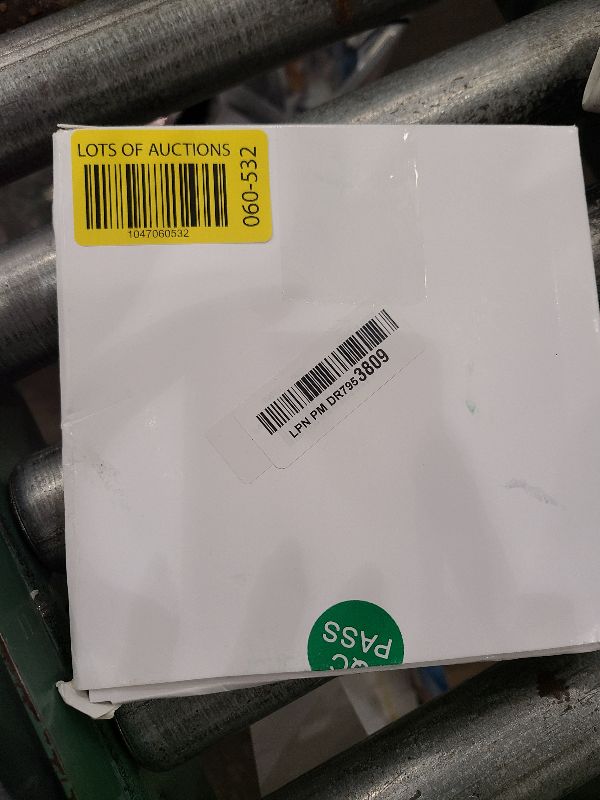 LOTS OF AUCTIONS
060-532
1047060532
LPN PM DR7953809
QC
PASS